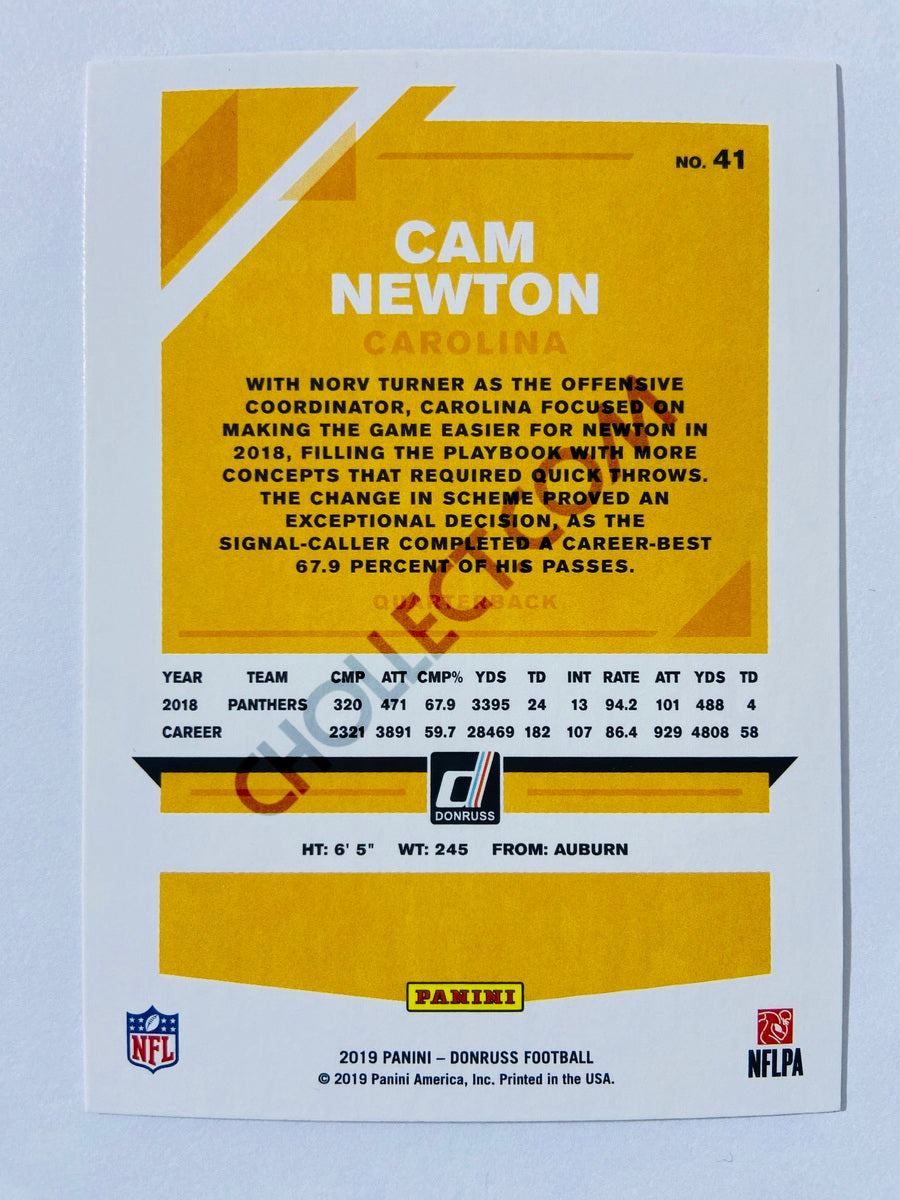 NO. 41
CAM
NEWTON
CAROLINA
WITH NORV TURNER AS THE OFFENSIVE
COORDINATOR, CAROLINA FOCUSED ON
MAKING THE GAME EASIER FOR NEWTON IN
2018, FILLING THE PLAYBOOK WITH MORE
CONCEPTS THAT REQUIRED QUICK THROWS.
THE CHANGE IN SCHEME PROVED AN
EXCEPTIONAL DECISION, AS THE
SIGNAL-CALLER COMPLETED A CAREER-BEST
67.9 PERCENT OF HIS PASSES.
QUARTERBACK
CHOLLECT.COM
YEAR TEAM CMP ATT CMP% YDS TD INT RATE ATT YDS TD
2018 PANTHERS 320 471 67.9 3395 24 13 94.2 101 488 4
CAREER 2321 3891 59.7 28469 182 107 86.4 929 4808 58
d
DONRUSS
HT: 6' 5" WT: 245 FROM: AUBURN
PANINI
NFL
NFLPA
2019 PANINI – DONRUSS FOOTBALL
© 2019 Panini America, Inc. Printed in the USA.